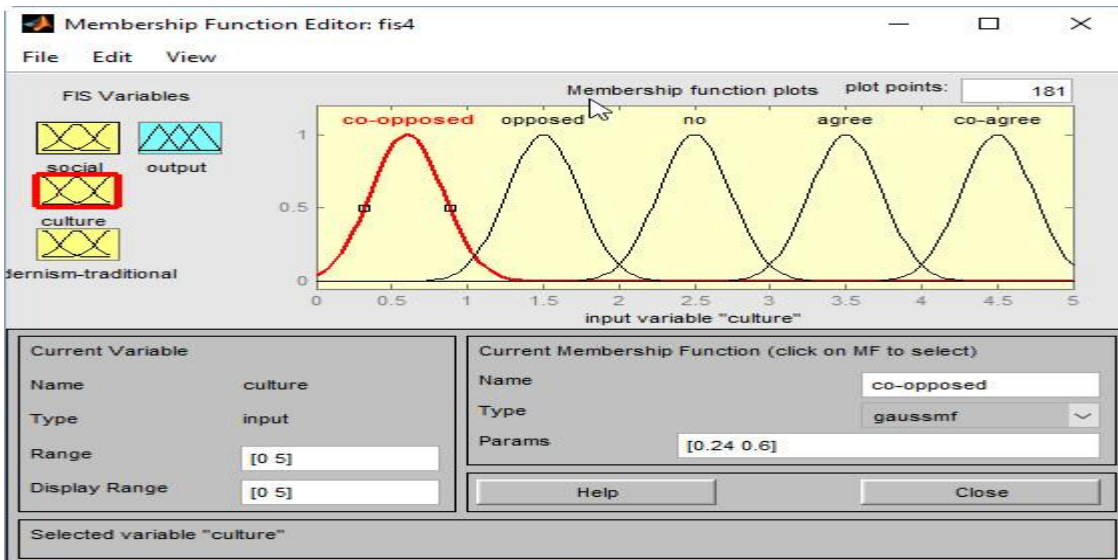 Membership Function Editor: fis4
File Edit View
FIS Variables
Membership function plots plot points: 181
co-opposed opposed no agree co-agree
social output
culture
dernism-traditional
1
0.5
0
0 0.5 1 1.5 2 2.5 3 3.5 4 4.5 5
input variable "culture"
Current Variable
Name culture
Type input
Range [0 5]
Display Range [0 5]
Current Membership Function (click on MF to select)
Name co-opposed
Type gaussmf
Params [0.24 0.6]
Help Close
Selected variable "culture"